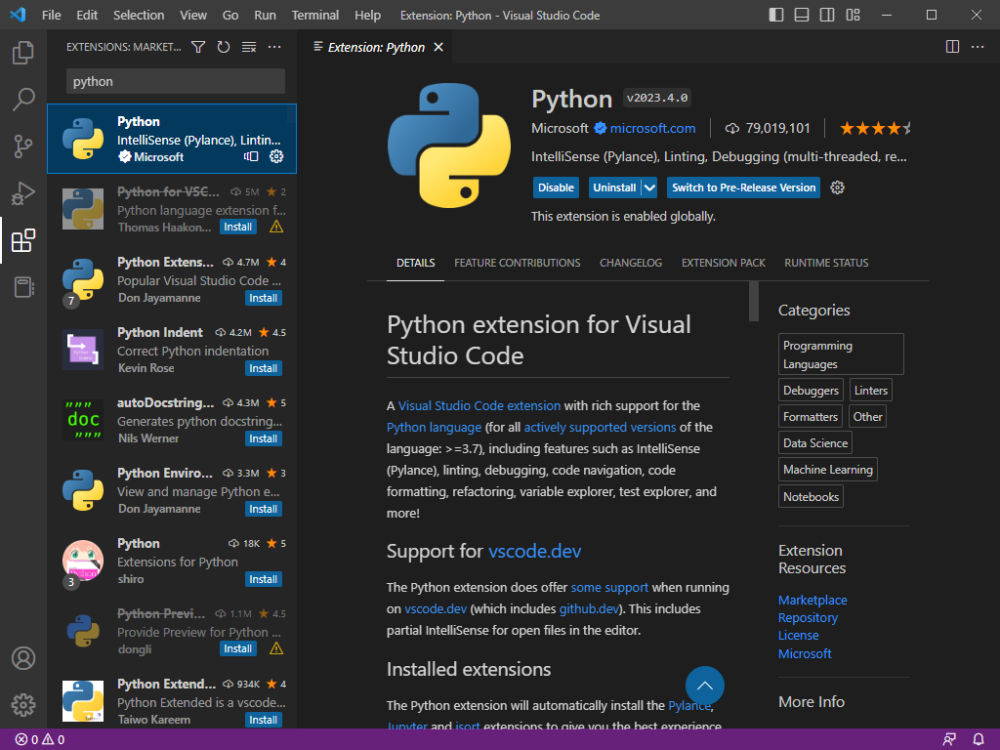 File Edit Selection View Go Run Terminal Help Extension: Python - Visual Studio Code
EXTENSIONS: MARKET...
python
Python
IntelliSense (Pylance), Lintin...
Microsoft
Python for VSC... 5M 2
Python language extension f...
Thomas Haakon... Install
Python Extens... 4.7M 4
Popular Visual Studio Code ...
Don Jayamanne Install
7
Python Indent 4.2M 4.5
Correct Python indentation
Kevin Rose Install
autoDocstring... 4.3M 5
Generates python docstring...
Nils Werner Install
"""
doc
"""
Python Enviro... 3.3M 3
View and manage Python e...
Don Jayamanne Install
Python 18K 5
Extensions for Python
shiro Install
3
Python Previ... 1.1M 4.5
Provide Preview for Python ...
dongli Install
Python Extend... 934K 4
Python Extended is a vscode...
Taiwo Kareem Install
Extension: Python
Python v2023.4.0
Microsoft microsoft.com 79,019,101
IntelliSense (Pylance), Linting, Debugging (multi-threaded, re...
Disable Uninstall Switch to Pre-Release Version
This extension is enabled globally.
DETAILS FEATURE CONTRIBUTIONS CHANGELOG EXTENSION PACK RUNTIME STATUS
Python extension for Visual
Studio Code
A Visual Studio Code extension with rich support for the
Python language (for all actively supported versions of the
language: >=3.7), including features such as IntelliSense
(Pylance), linting, debugging, code navigation, code
formatting, refactoring, variable explorer, test explorer, and
more!
Support for vscode.dev
The Python extension does offer some support when running
on vscode.dev (which includes github.dev). This includes
partial IntelliSense for open files in the editor.
Installed extensions
The Python extension will automatically install the Pylance,
Jupyter and isort extensions to give you the best experience
Categories
Programming
Languages
Debuggers Linters
Formatters Other
Data Science
Machine Learning
Notebooks
Extension
Resources
Marketplace
Repository
License
Microsoft
More Info
0 0